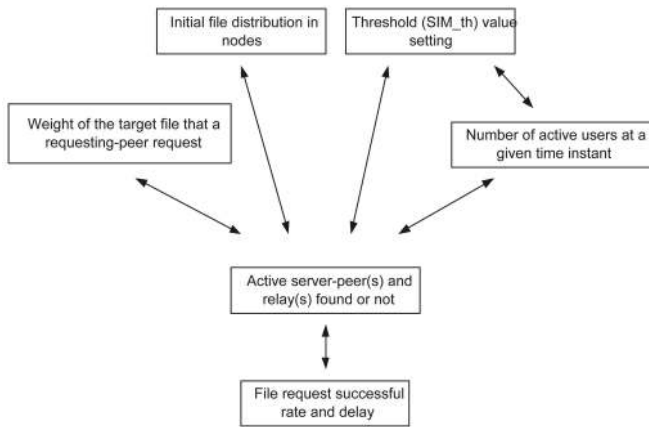 Initial file distribution in
nodes
Threshold (SIM_th) value
setting
Weight of the target file that a
requesting-peer request
Number of active users at a
given time instant
Active server-peer(s) and
relay(s) found or not
File request successful
rate and delay